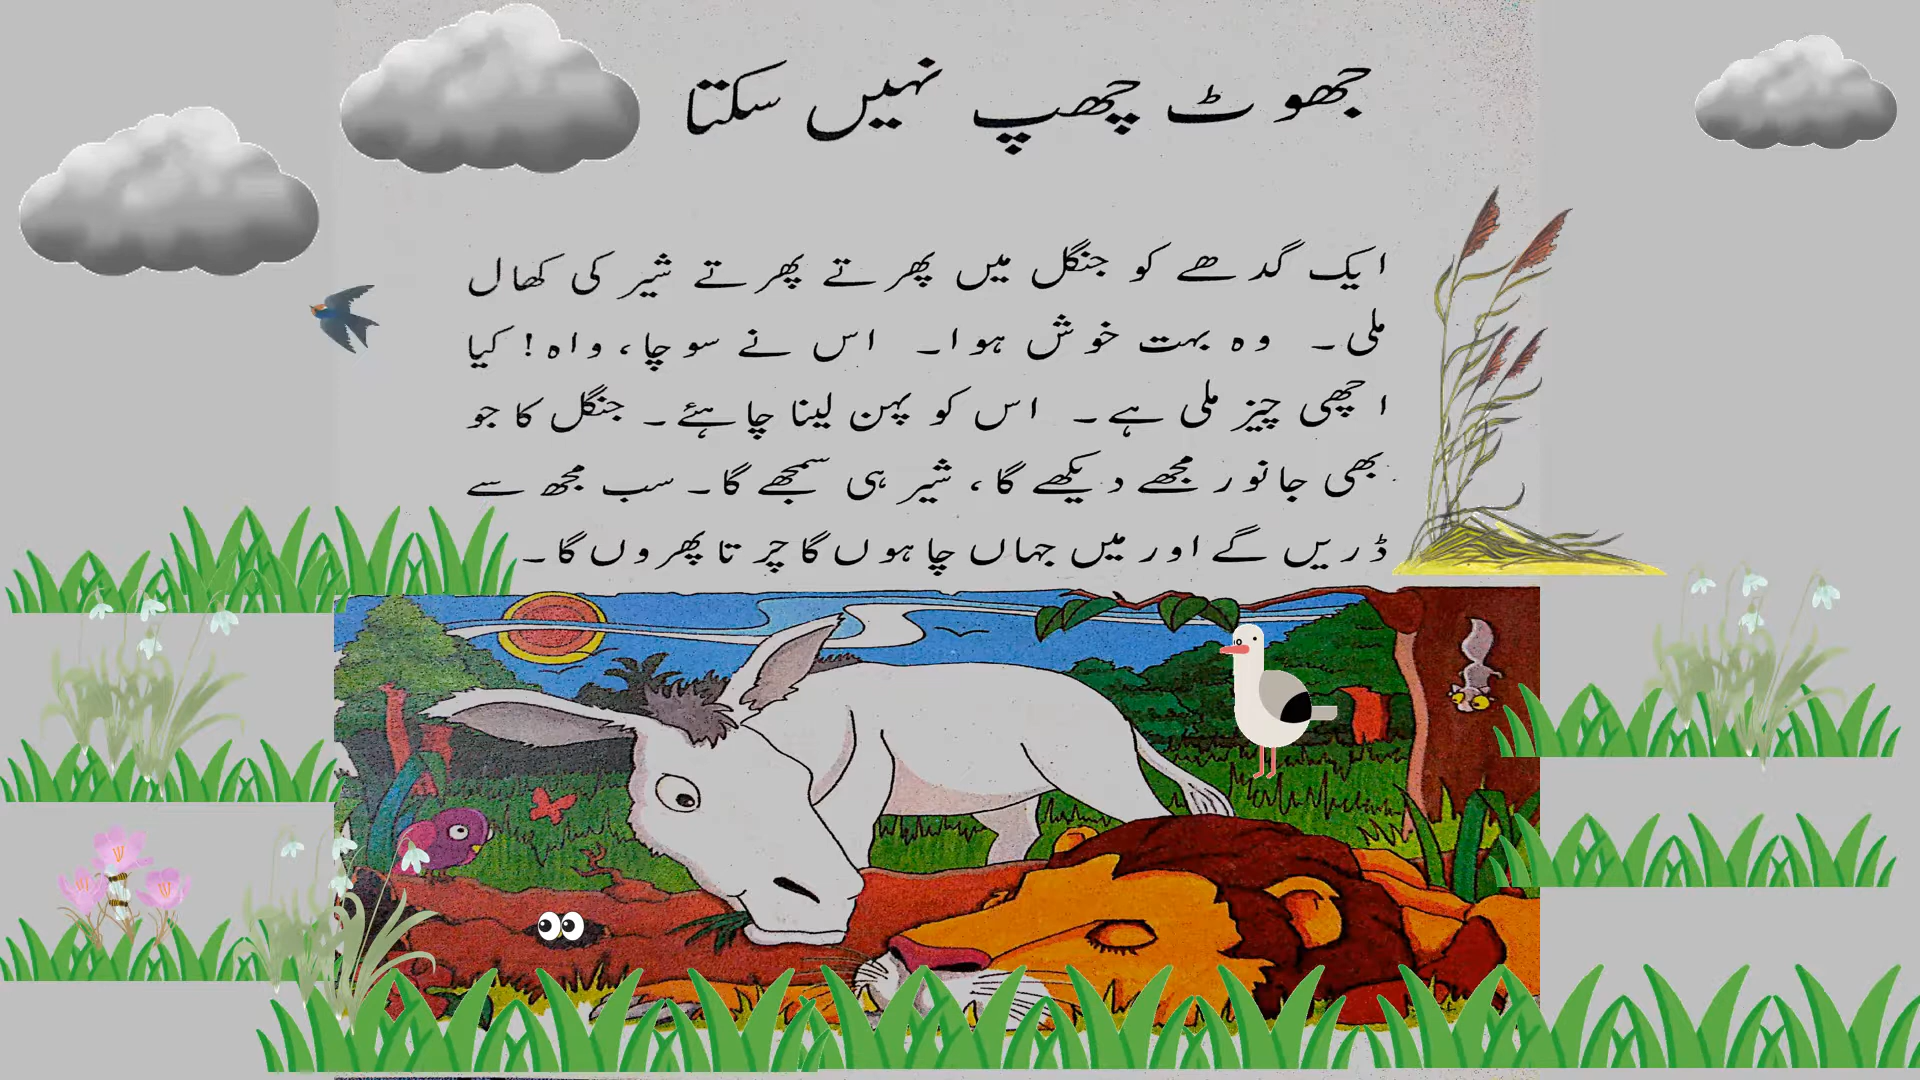 جھوٹ چھپ نہیں سکتا
ایک گدھے کو جنگل میں پھرتے پھرتے شیر کی کھال
ملی۔ وہ بہت خوش ہوا۔ اس نے سوچا، واہ! کیا
اچھی چیز ملی ہے۔ اس کو پہن لینا چاہئے۔ جنگل کا جو
بھی جانور مجھے دیکھے گا، شیر ہی سمجھے گا۔ سب مجھ سے
ڈریں گے اور میں جہاں چاہوں گا چرتا پھروں گا۔